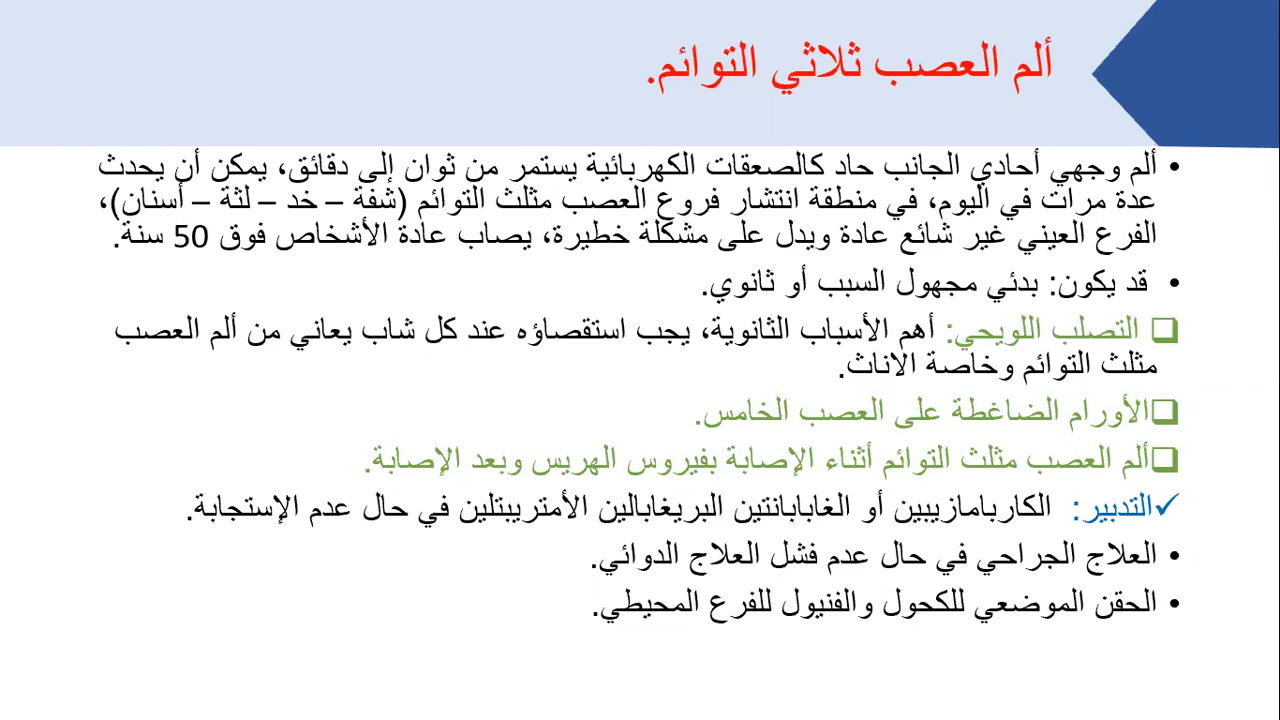 ألم العصب ثلاثي التوائم.
• ألم وجهي أحادي الجانب حاد كالصعقات الكهربائية يستمر من ثوان إلى دقائق، يمكن أن يحدث
عدة مرات في اليوم، في منطقة انتشار فروع العصب مثلث التوائم (شفة – خد – لثة – أسنان)،
الفرع العيني غير شائع عادة ويدل على مشكلة خطيرة، يصاب عادة الأشخاص فوق 50 سنة.
• قد يكون: بدئي مجهول السبب أو ثانوي.
❑ التصلب اللويحي: أهم الأسباب الثانوية، يجب استقصاؤه عند كل شاب يعاني من ألم العصب
مثلث التوائم وخاصة الاناث.
❑الأورام الضاغطة على العصب الخامس.
❑ألم العصب مثلث التوائم أثناء الإصابة بفيروس الهربس وبعد الإصابة.
✓التدبير: الكاربامازيبين أو الغابابانتين البريغابالين الأمتريبتلين في حال عدم الإستجابة.
• العلاج الجراحي في حال عدم فشل العلاج الدوائي.
• الحقن الموضعي للكحول والفنيول للفرع المحيطي.